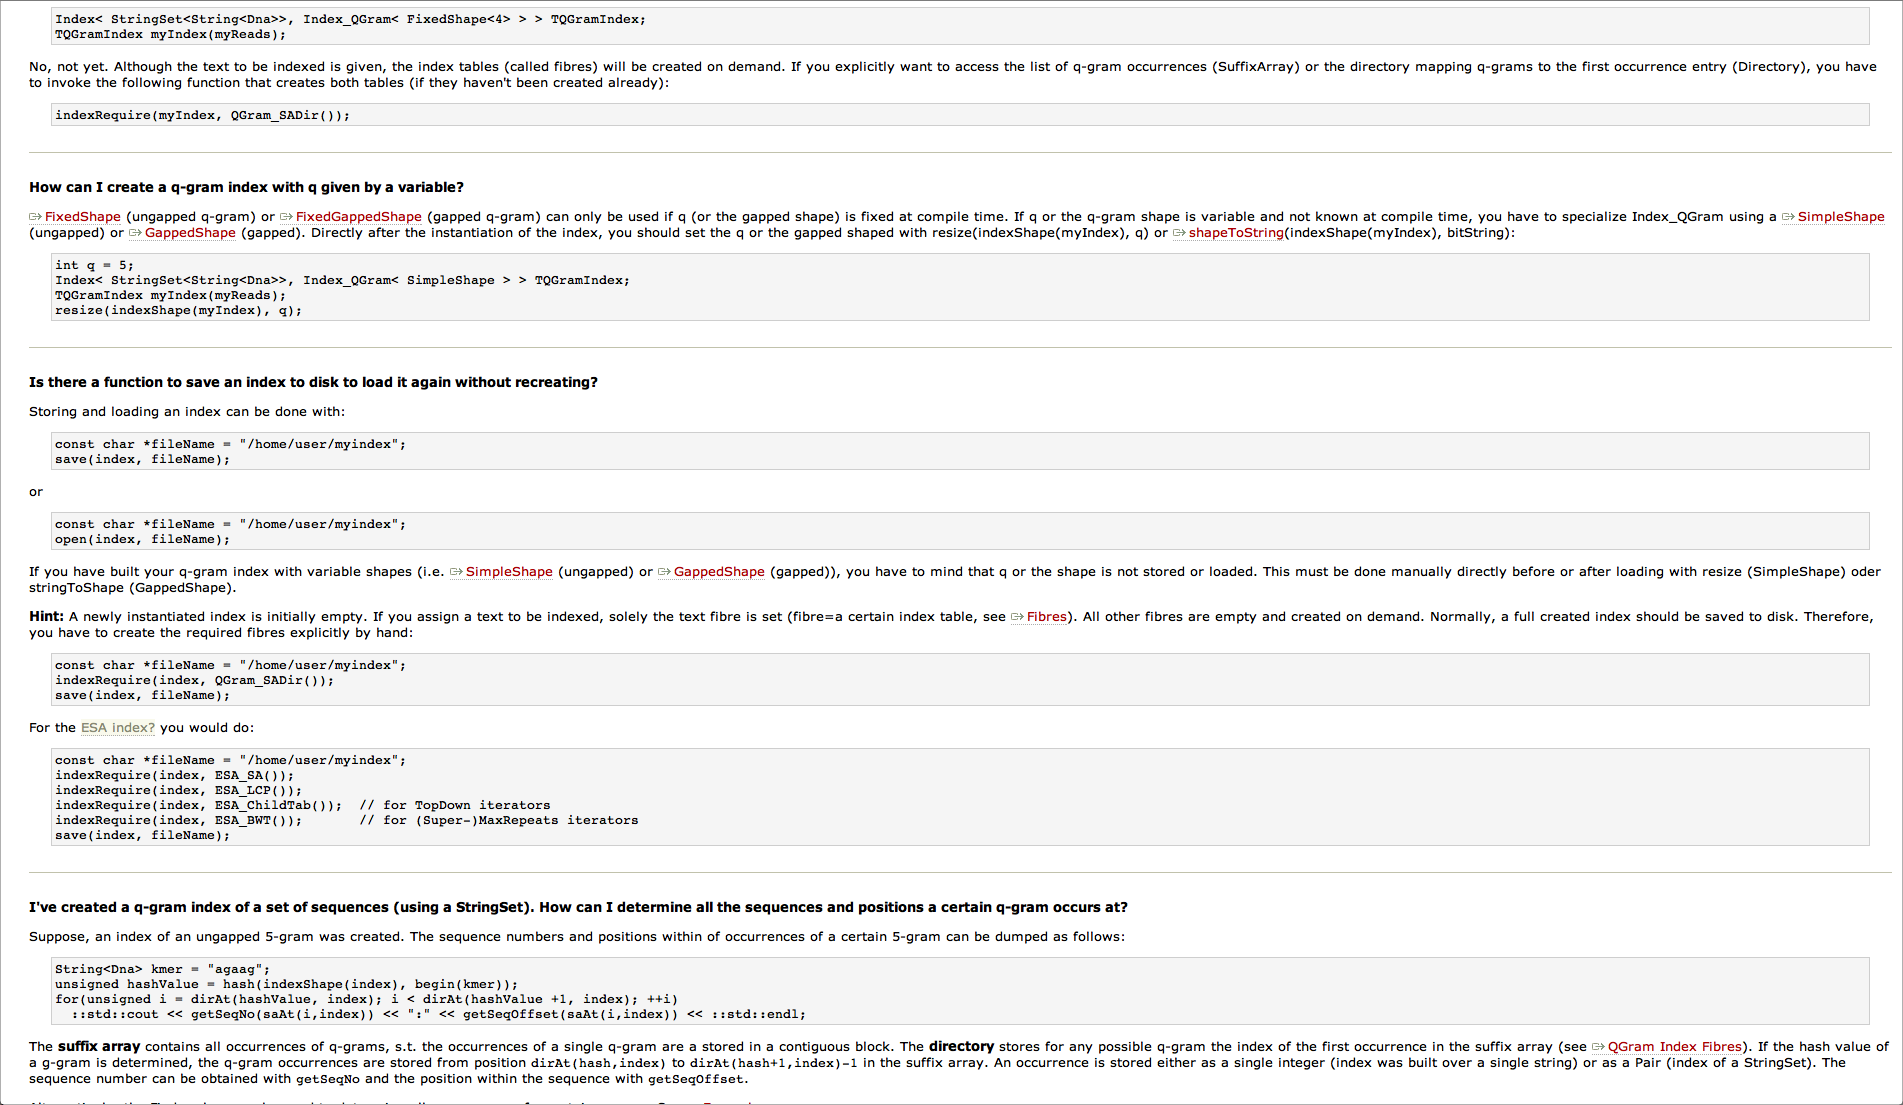 Index< StringSet<String<Dna>>, Index_QGram< FixedShape<4> > > TQGramIndex;
TQGramIndex myIndex(myReads);
No, not yet. Although the text to be indexed is given, the index tables (called fibres) will be created on demand. If you explicitly want to access the list of q-gram occurrences (SuffixArray) or the directory mapping q-grams to the first occurrence entry (Directory), you have
to invoke the following function that creates both tables (if they haven't been created already):
indexRequire(myIndex, QGram_SADir());
How can I create a q-gram index with q given by a variable?
FixedShape (ungapped q-gram) or FixedGappedShape (gapped q-gram) can only be used if q (or the gapped shape) is fixed at compile time. If q or the q-gram shape is variable and not known at compile time, you have to specialize Index_QGram using a SimpleShape
(ungapped) or GappedShape (gapped). Directly after the instantiation of the index, you should set the q or the gapped shaped with resize(indexShape(myIndex), q) or shapeToString(indexShape(myIndex), bitString):
int q = 5;
Index< StringSet<String<Dna>>, Index_QGram< SimpleShape > > TQGramIndex;
TQGramIndex myIndex(myReads);
resize(indexShape(myIndex), q);
Is there a function to save an index to disk to load it again without recreating?
Storing and loading an index can be done with:
const char *fileName = "/home/user/myindex";
save(index, fileName);
or
const char *fileName = "/home/user/myindex";
open(index, fileName);
If you have built your q-gram index with variable shapes (i.e. SimpleShape (ungapped) or GappedShape (gapped)), you have to mind that q or the shape is not stored or loaded. This must be done manually directly before or after loading with resize (SimpleShape) oder
stringToShape (GappedShape).
Hint: A newly instantiated index is initially empty. If you assign a text to be indexed, solely the text fibre is set (fibre=a certain index table, see Fibres). All other fibres are empty and created on demand. Normally, a full created index should be saved to disk. Therefore,
you have to create the required fibres explicitly by hand:
const char *fileName = "/home/user/myindex";
indexRequire(index, QGram_SADir());
save(index, fileName);
For the ESA index? you would do:
const char *fileName = "/home/user/myindex";
indexRequire(index, ESA_SA());
indexRequire(index, ESA_LCP());
indexRequire(index, ESA_ChildTab());  // for TopDown iterators
indexRequire(index, ESA_BWT());       // for (Super-)MaxRepeats iterators
save(index, fileName);
I've created a q-gram index of a set of sequences (using a StringSet). How can I determine all the sequences and positions a certain q-gram occurs at?
Suppose, an index of an ungapped 5-gram was created. The sequence numbers and positions within of occurrences of a certain 5-gram can be dumped as follows:
String<Dna> kmer = "agaag";
unsigned hashValue = hash(indexShape(index), begin(kmer));
for(unsigned i = dirAt(hashValue, index); i < dirAt(hashValue +1, index); ++i)
::std::cout << getSeqNo(saAt(i,index)) << ":" << getSeqOffset(saAt(i,index)) << ::std::endl;
The suffix array contains all occurrences of q-grams, s.t. the occurrences of a single q-gram are a stored in a contiguous block. The directory stores for any possible q-gram the index of the first occurrence in the suffix array (see QGram Index Fibres). If the hash value of
a g-gram is determined, the q-gram occurrences are stored from position dirAt(hash,index) to dirAt(hash+1,index)-1 in the suffix array. An occurrence is stored either as a single integer (index was built over a single string) or as a Pair (index of a StringSet). The
sequence number can be obtained with getSeqNo and the position within the sequence with getSeqOffset.